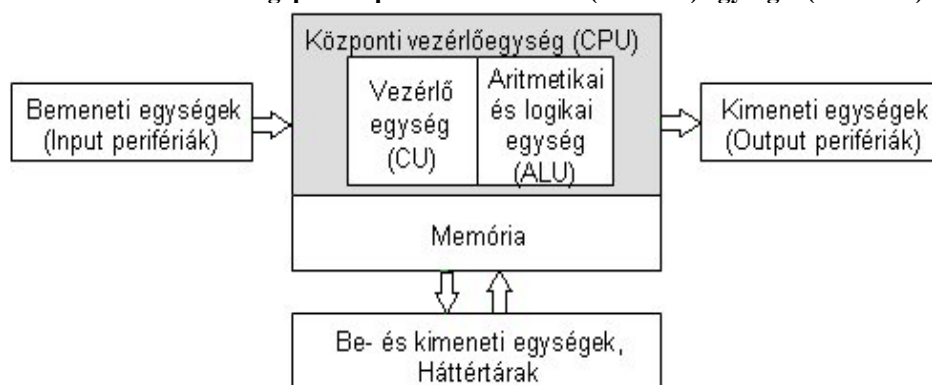 Központi vezérlőegység (CPU)
Bemeneti egységek
(Input perifériák)
Vezérlő
egység
(CU)
Aritmetikai
és logikai
egység
(ALU)
Kimeneti egységek
(Output perifériák)
Memória
Be- és kimeneti egységek,
Háttértárak